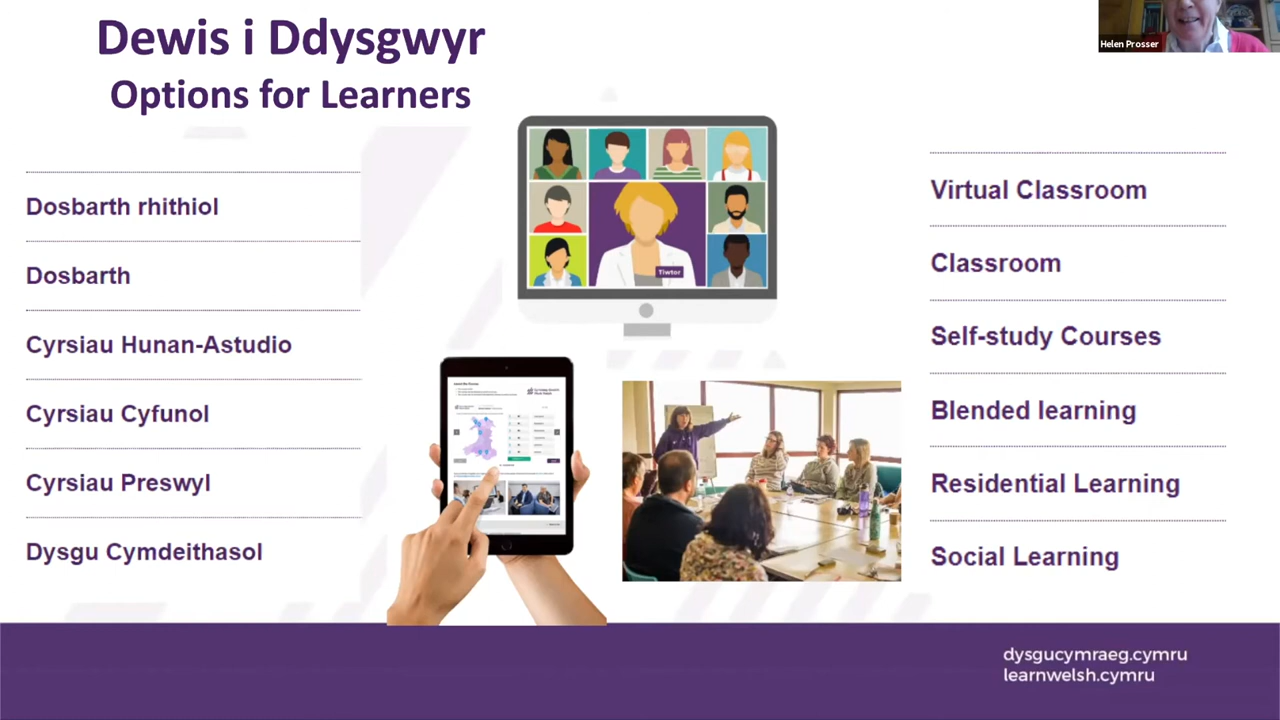 Dewis i Ddysgwyr
Options for Learners
Helen Prosser
Dosbarth rhithiol
Dosbarth
Cyrsiau Hunan-Astudio
Cyrsiau Cyfunol
Cyrsiau Preswyl
Dysgu Cymdeithasol
Tiwtor
Virtual Classroom
Classroom
Self-study Courses
Blended learning
Residential Learning
Social Learning
dysgucymraeg.cymru
learnwelsh.cymru